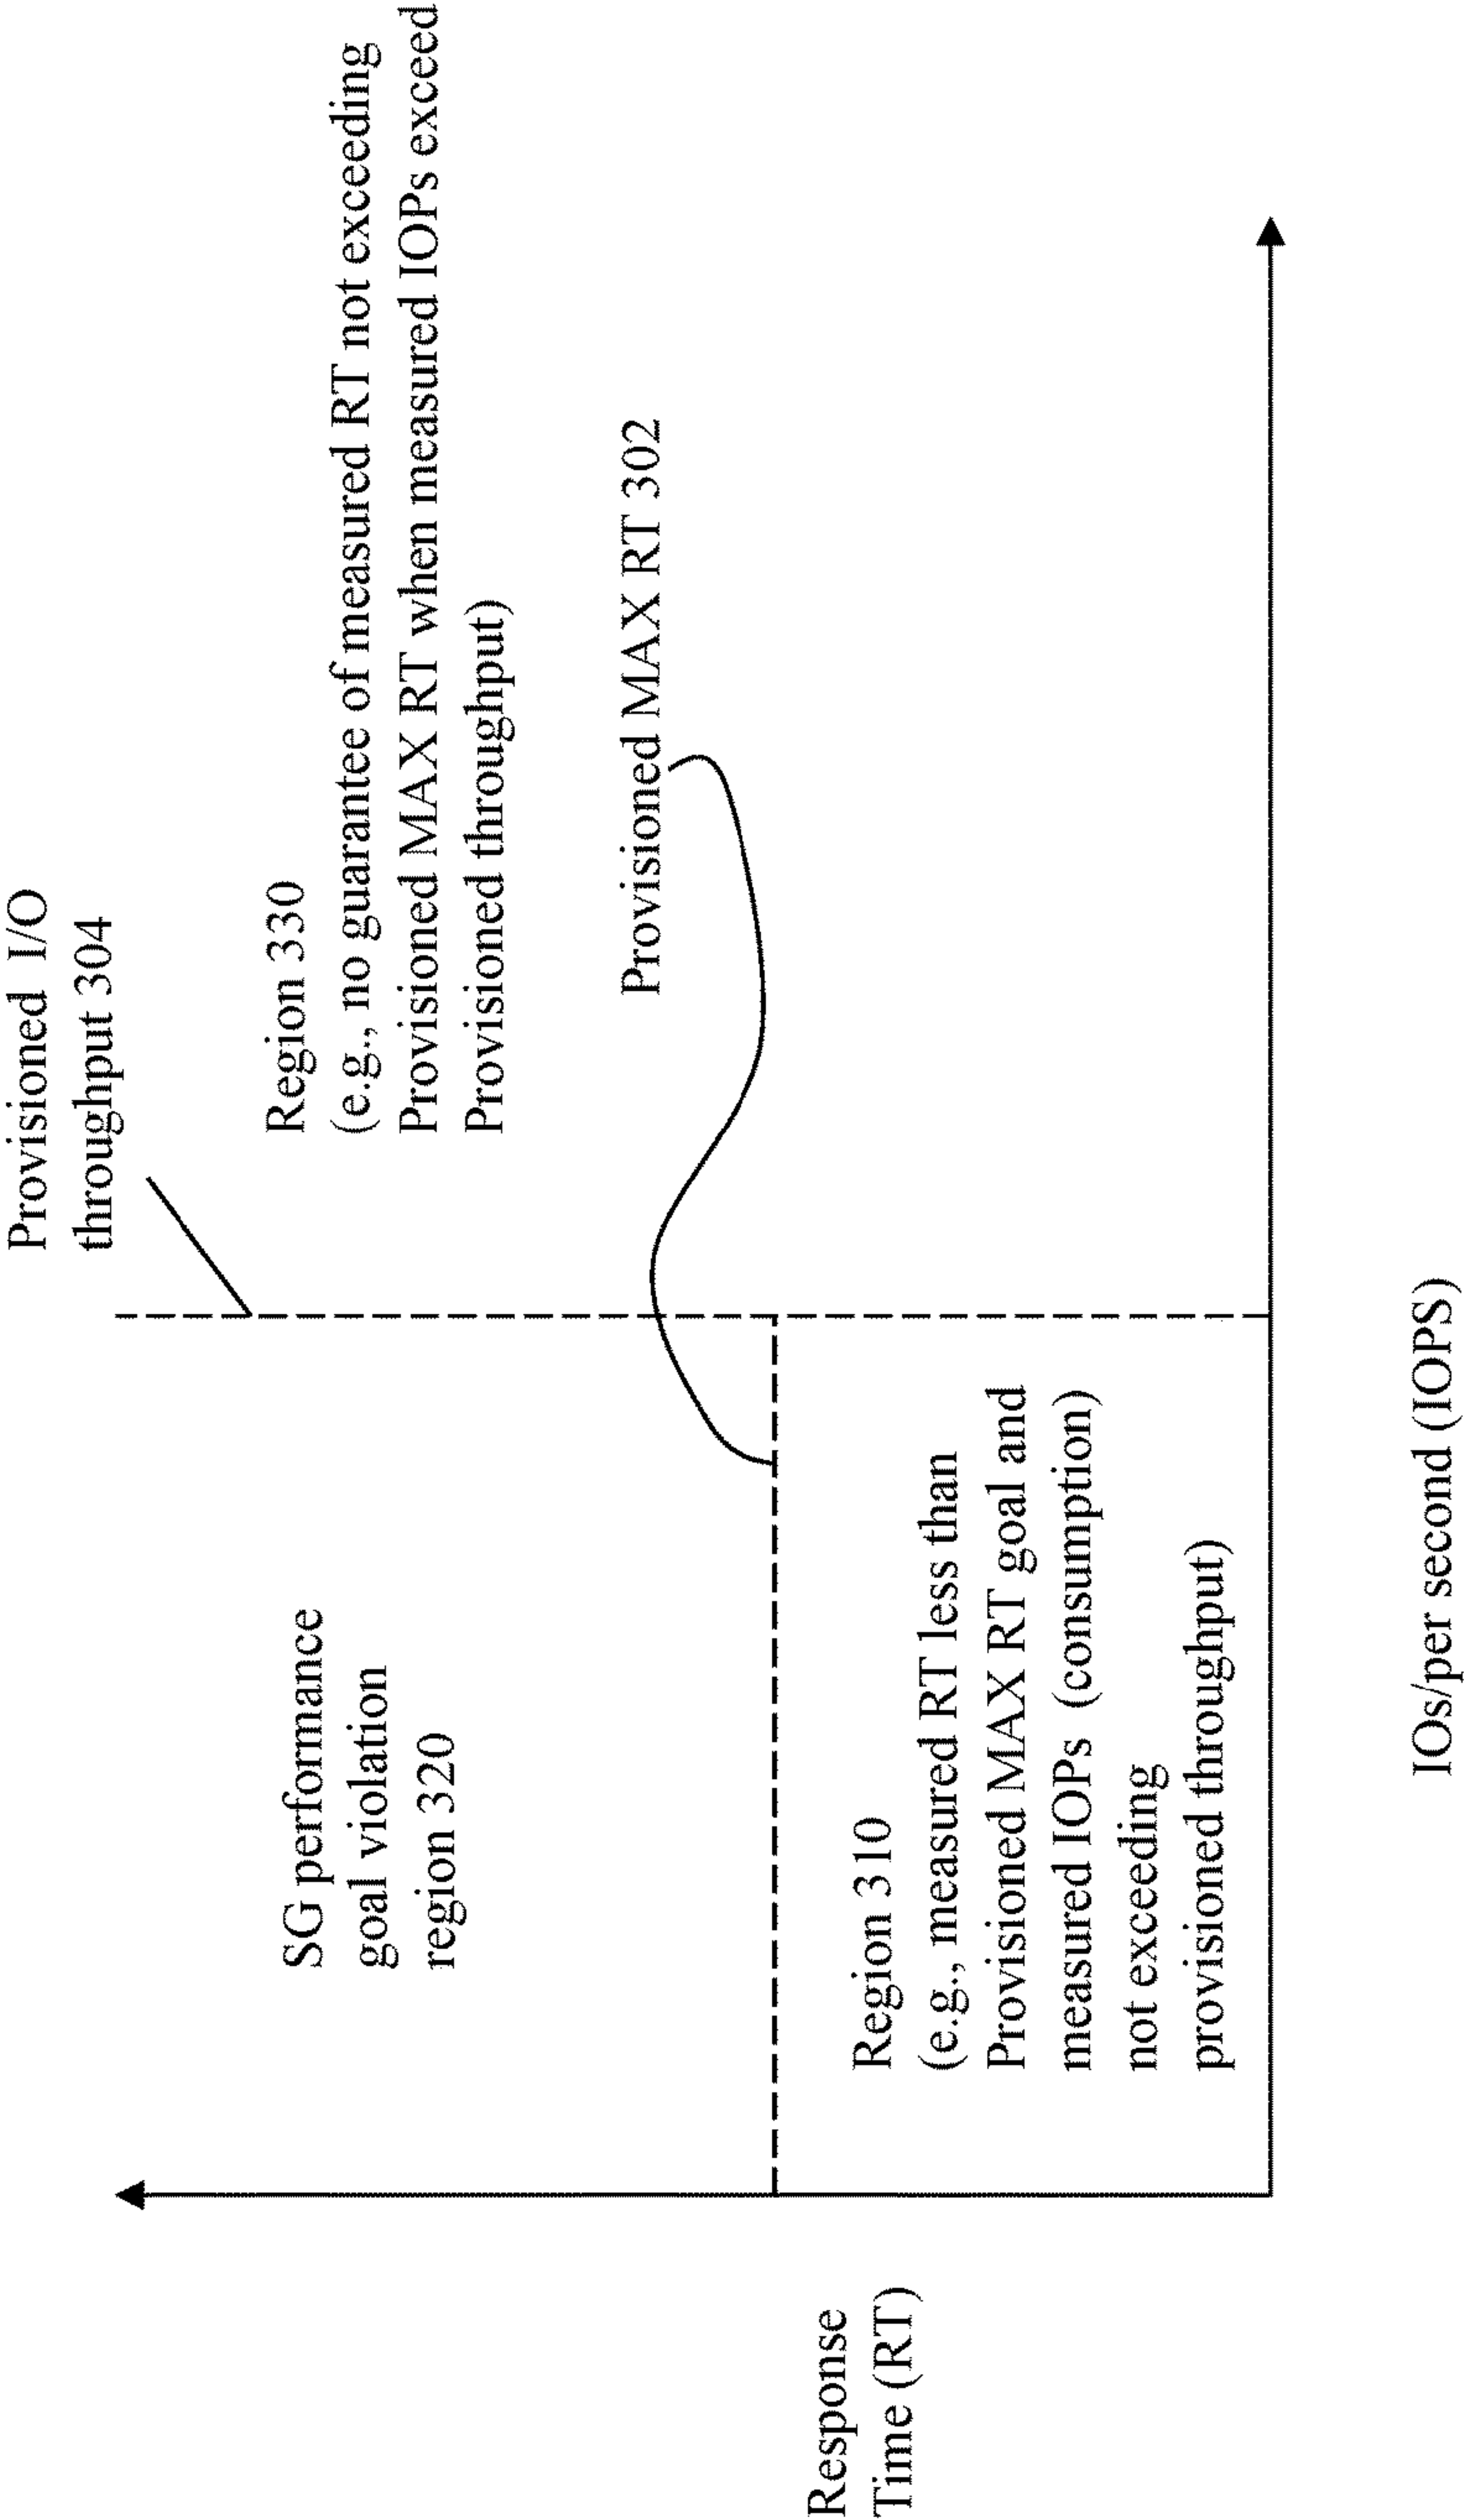 Provisioned I/O
throughput 304
Region 330
(e.g., no guarantee of measured RT not exceeding
Provisioned MAX RT when measured IOPs exceed
Provisioned throughput)
SG performance
goal violation
region 320
Provisioned MAX RT 302
Response
Time (RT)
Region 310
(e.g., measured RT less than
Provisioned MAX RT goal and
measured IOPs (consumption)
not exceeding
provisioned throughput)
IOs/per second (IOPS)